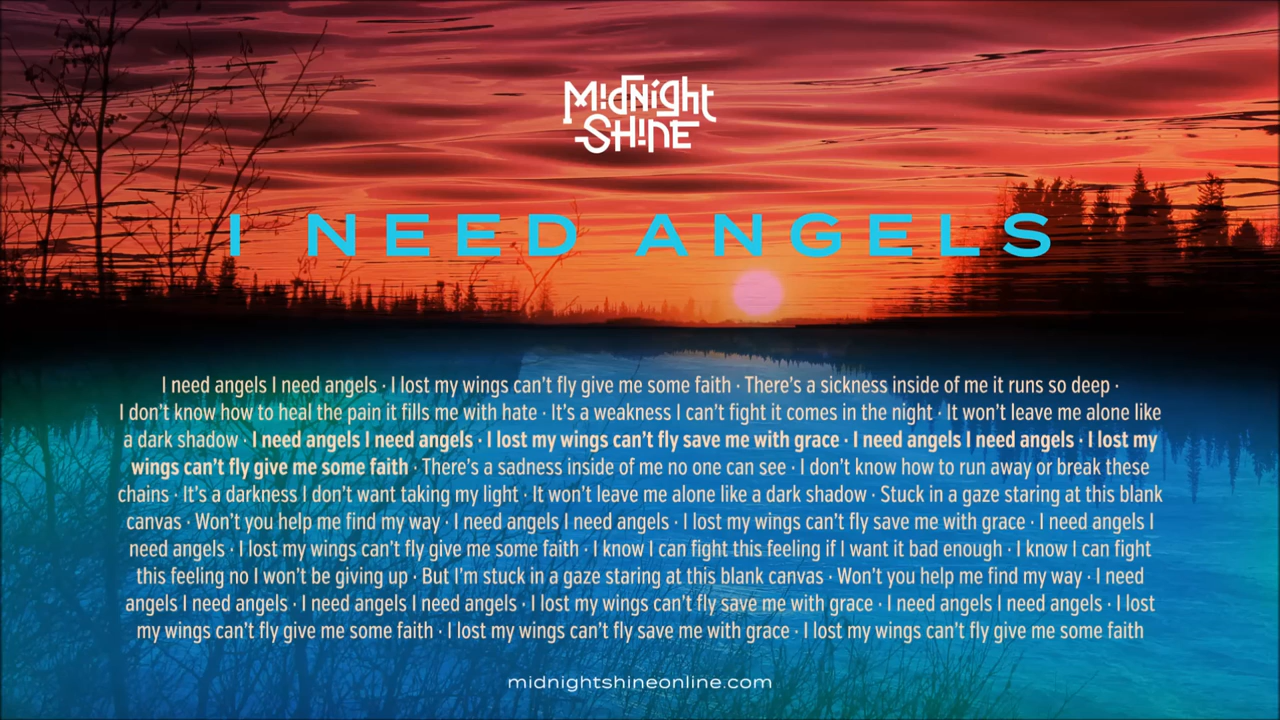 Midnight
Shine
I NEED ANGELS
I need angels I need angels · I lost my wings can't fly give me some faith · There's a sickness inside of me it runs so deep ·
I don't know how to heal the pain it fills me with hate · It's a weakness I can't fight it comes in the night · It won't leave me alone like
a dark shadow · I need angels I need angels · I lost my wings can't fly save me with grace · I need angels I need angels · I lost my
wings can't fly give me some faith · There's a sadness inside of me no one can see · I don't know how to run away or break these
chains · It's a darkness I don't want taking my light · It won't leave me alone like a dark shadow · Stuck in a gaze staring at this blank
canvas · Won't you help me find my way · I need angels I need angels · I lost my wings can't fly save me with grace · I need angels I
need angels · I lost my wings can't fly give me some faith · I know I can fight this feeling if I want it bad enough · I know I can fight
this feeling no I won't be giving up · But I'm stuck in a gaze staring at this blank canvas · Won't you help me find my way · I need
angels I need angels · I need angels I need angels · I lost my wings can't fly save me with grace · I need angels I need angels · I lost
my wings can't fly give me some faith · I lost my wings can't fly save me with grace · I lost my wings can't fly give me some faith
midnightshineonline.com